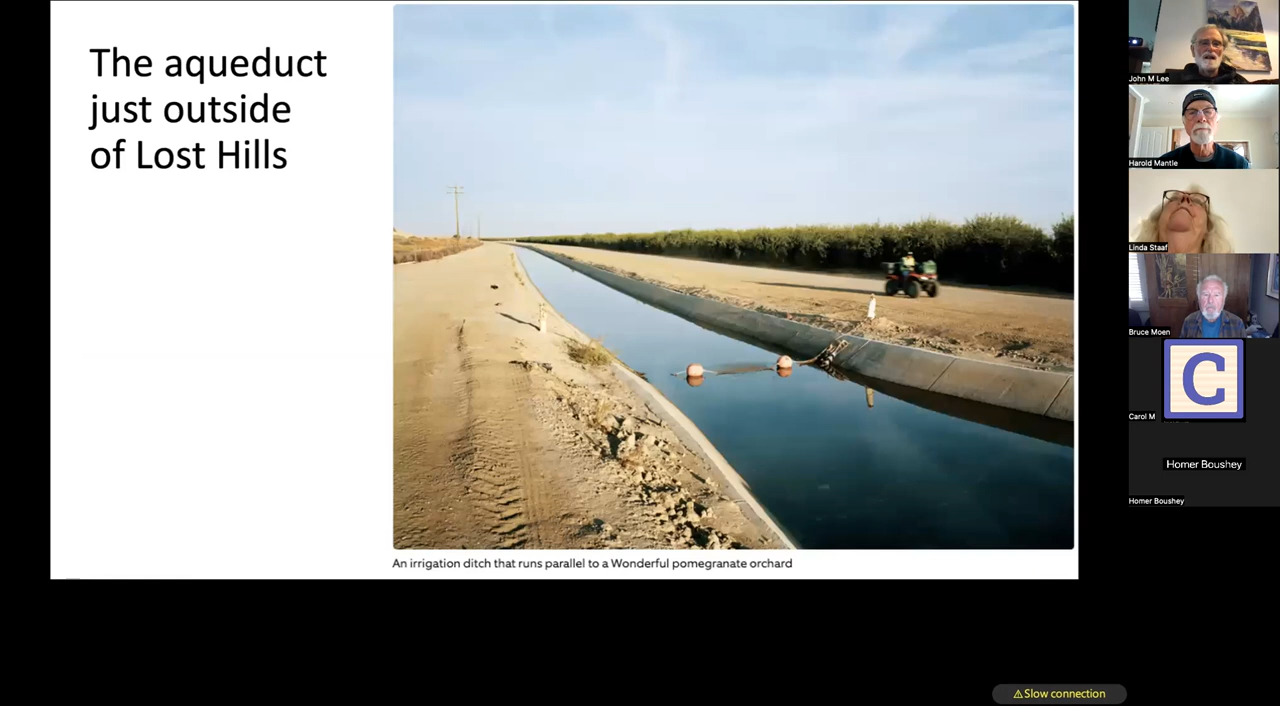 The aqueduct
just outside
of Lost Hills
An irrigation ditch that runs parallel to a Wonderful pomegranate orchard
John M Lee
Harold Mantle
Linda Staaf
Bruce Moen
C
Carol M
Homer Boushey
Homer Boushey
⚠Slow connection